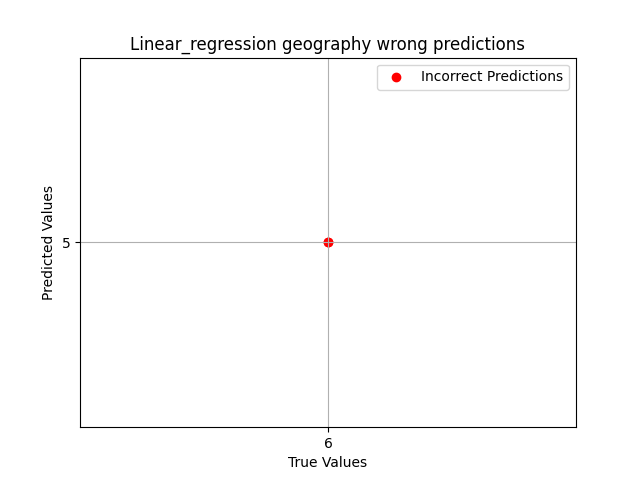 Linear_regression geography wrong predictions
Incorrect Predictions
Predicted Values
5
6
True Values